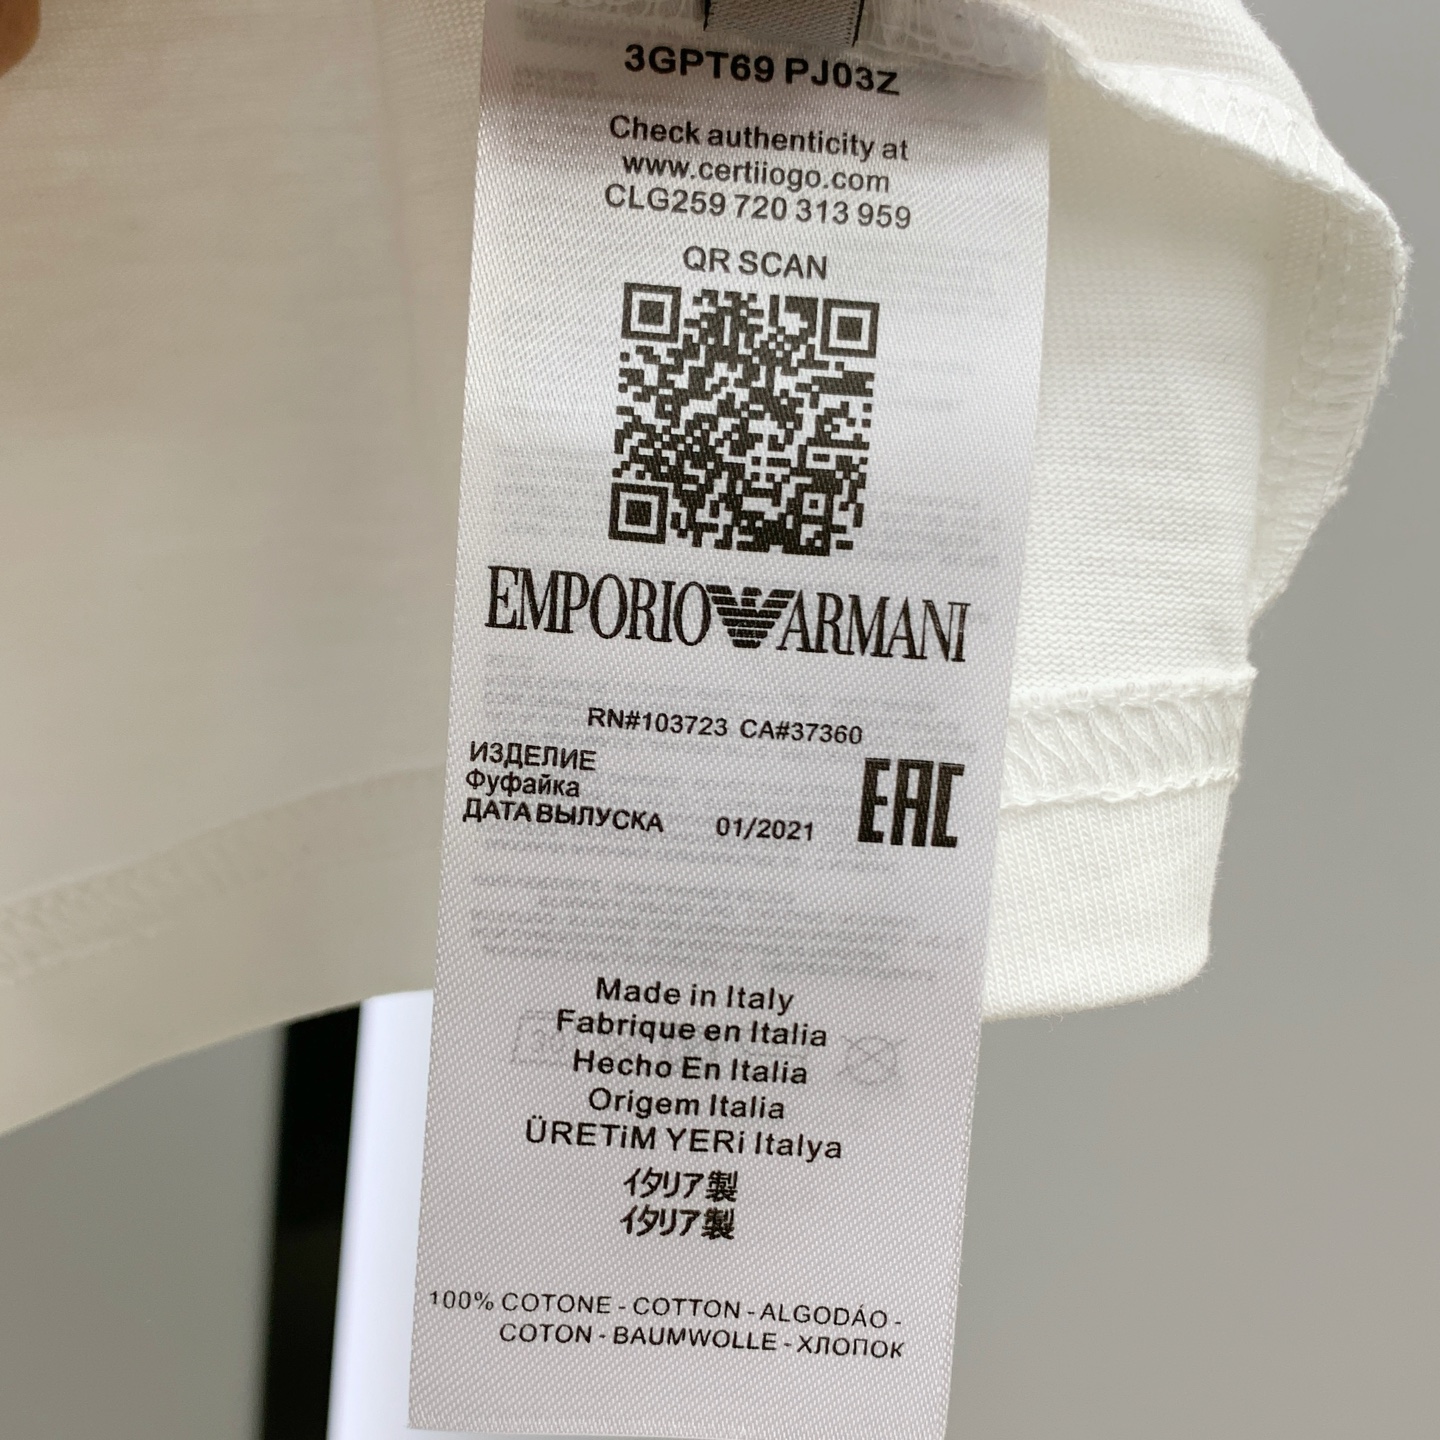 3GPT69 PJ03Z
Check authenticity at
www.certiiogo.com
CLG259 720 313 959
QR SCAN
EMPORIO ARMANI
RN#103723 CA#37360
ИЗДЕЛИЕ
Фуфайка
ДАТА ВЫЛУСКА 01/2021
EAC
Made in Italy
Fabrique en Italia
Hecho En Italia
Origem Italia
ÜRETiM YERi Italya
イタリア製
イタリア製
100% COTONE - COTTON - ALGODÁO -
COTON - BAUMWOLLE - ХЛОПОК